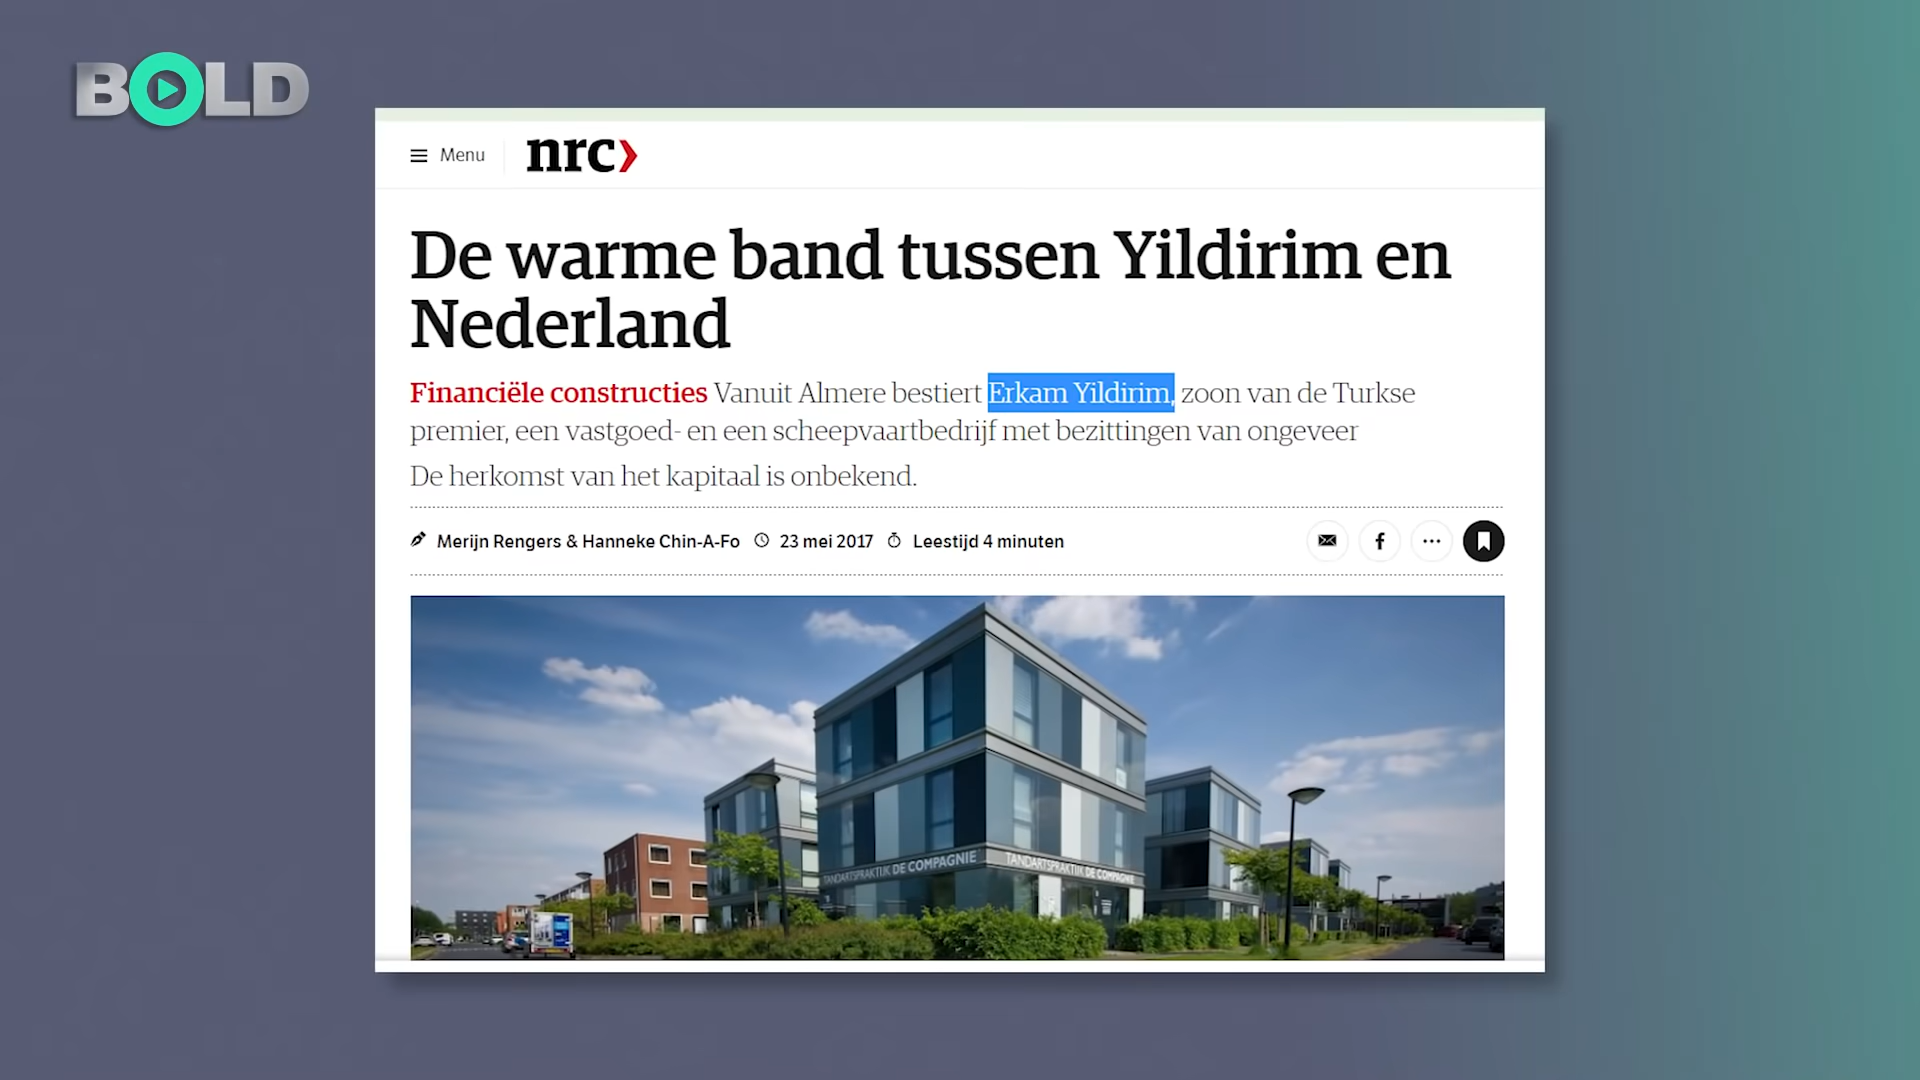 BOLD
Menu
nrc
De warme band tussen Yildirim en
Nederland
Financiële constructies Vanuit Almere bestiert Erkam Yildirim, zoon van de Turkse
premier, een vastgoed- en een scheepvaartbedrijf met bezittingen van ongeveer
De herkomst van het kapitaal is onbekend.
Merijn Rengers & Hanneke Chin-A-Fo 23 mei 2017 Leestijd 4 minuten
TANDARTSPRAKTIJK DE COMPAGNIE
TANDARTSPRAKTIJK DE COMPAGNIE